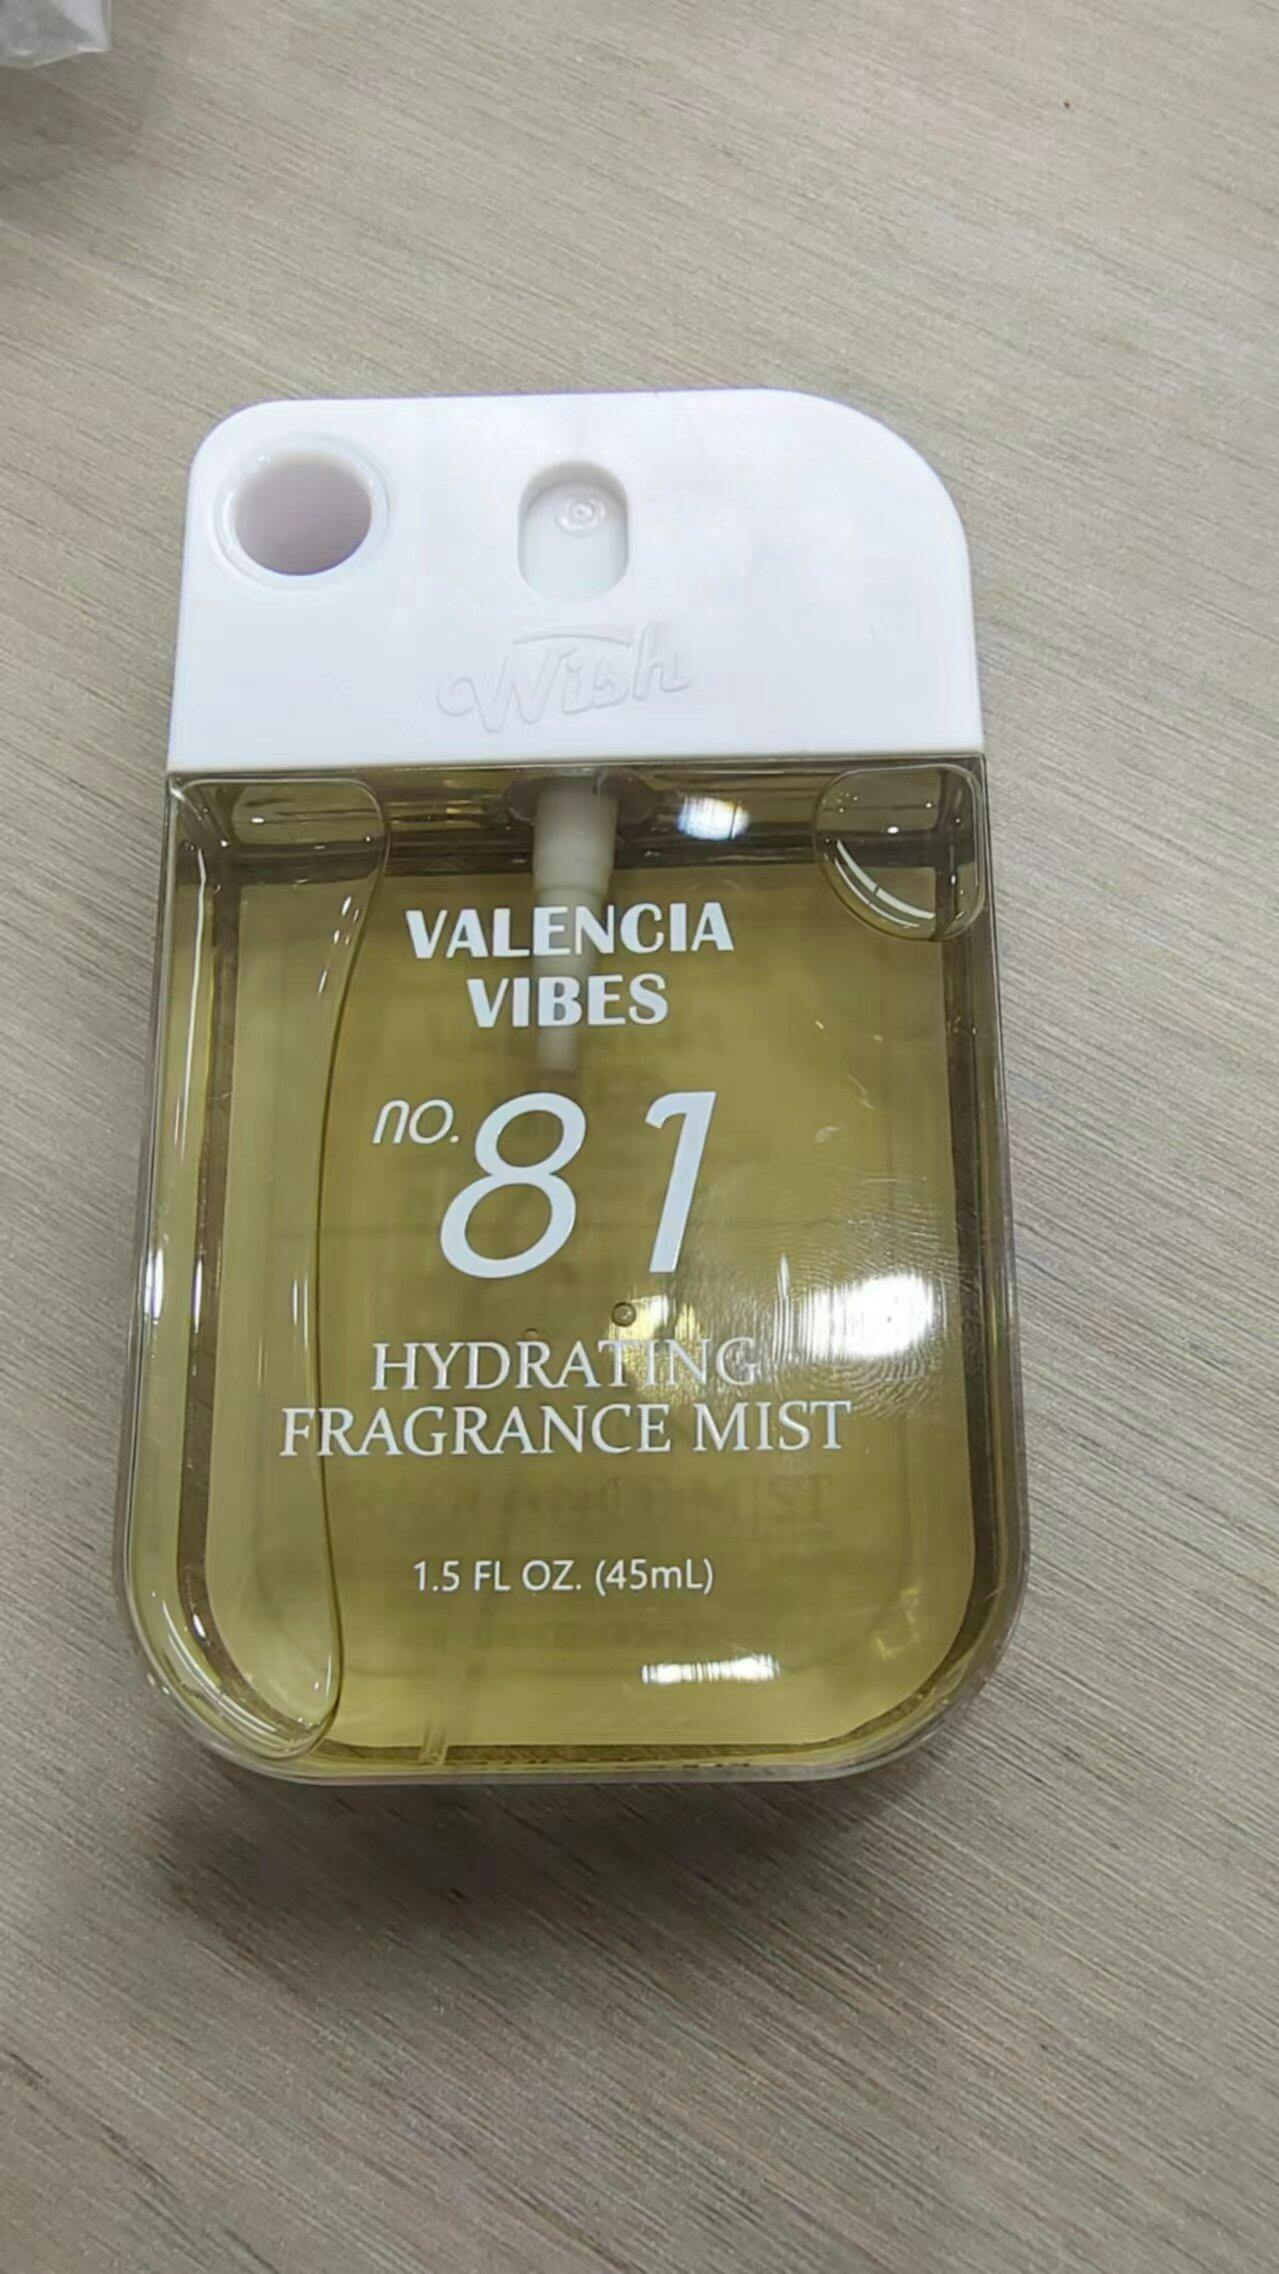 Wish
VALENCIA
VIBES
no. 81
HYDRATING
FRAGRANCE MIST
1.5 FL OZ. (45mL)